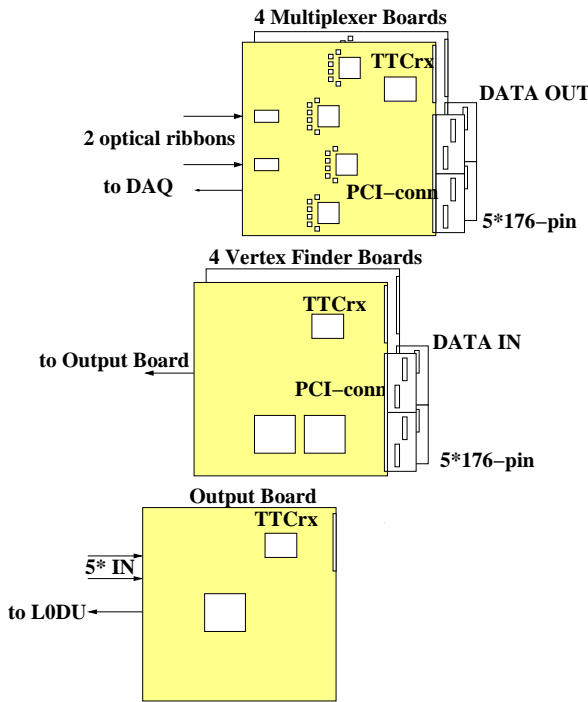 4 Multiplexer Boards
TTCrx
DATA OUT
2 optical ribbons
to DAQ
PCI−conn
5*176−pin
4 Vertex Finder Boards
TTCrx
DATA IN
to Output Board
PCI−conn
5*176−pin
Output Board
TTCrx
5* IN
to L0DU